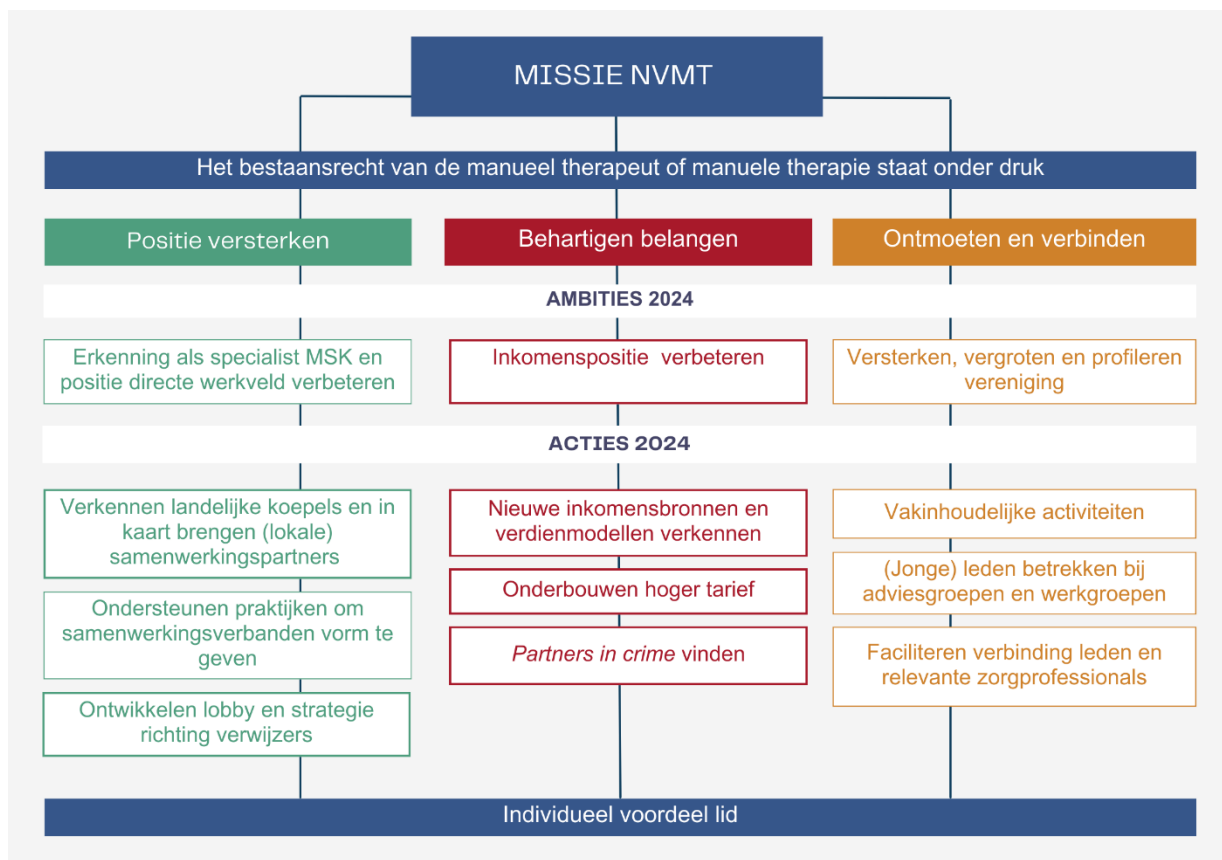 MISSIE NVMT
Het bestaansrecht van de manueel therapeut of manuele therapie staat onder druk
Positie versterken
Behartigen belangen
Ontmoeten en verbinden
AMBITIES 2024
Erkenning als specialist MSK en
positie directe werkveld verbeteren
Inkomenspositie verbeteren
Versterken, vergroten en profileren
vereniging
ACTIES 2024
Verkennen landelijke koepels en in
kaart brengen (lokale)
samenwerkingspartners
Ondersteunen praktijken om
samenwerkingsverbanden vorm te
geven
Ontwikkelen lobby en strategie
richting verwijzers
Nieuwe inkomensbronnen en
verdienmodellen verkennen
Onderbouwen hoger tarief
Partners in crime vinden
Vakinhoudelijke activiteiten
(Jonge) leden betrekken bij
adviesgroepen en werkgroepen
Faciliteren verbinding leden en
relevante zorgprofessionals
Individueel voordeel lid